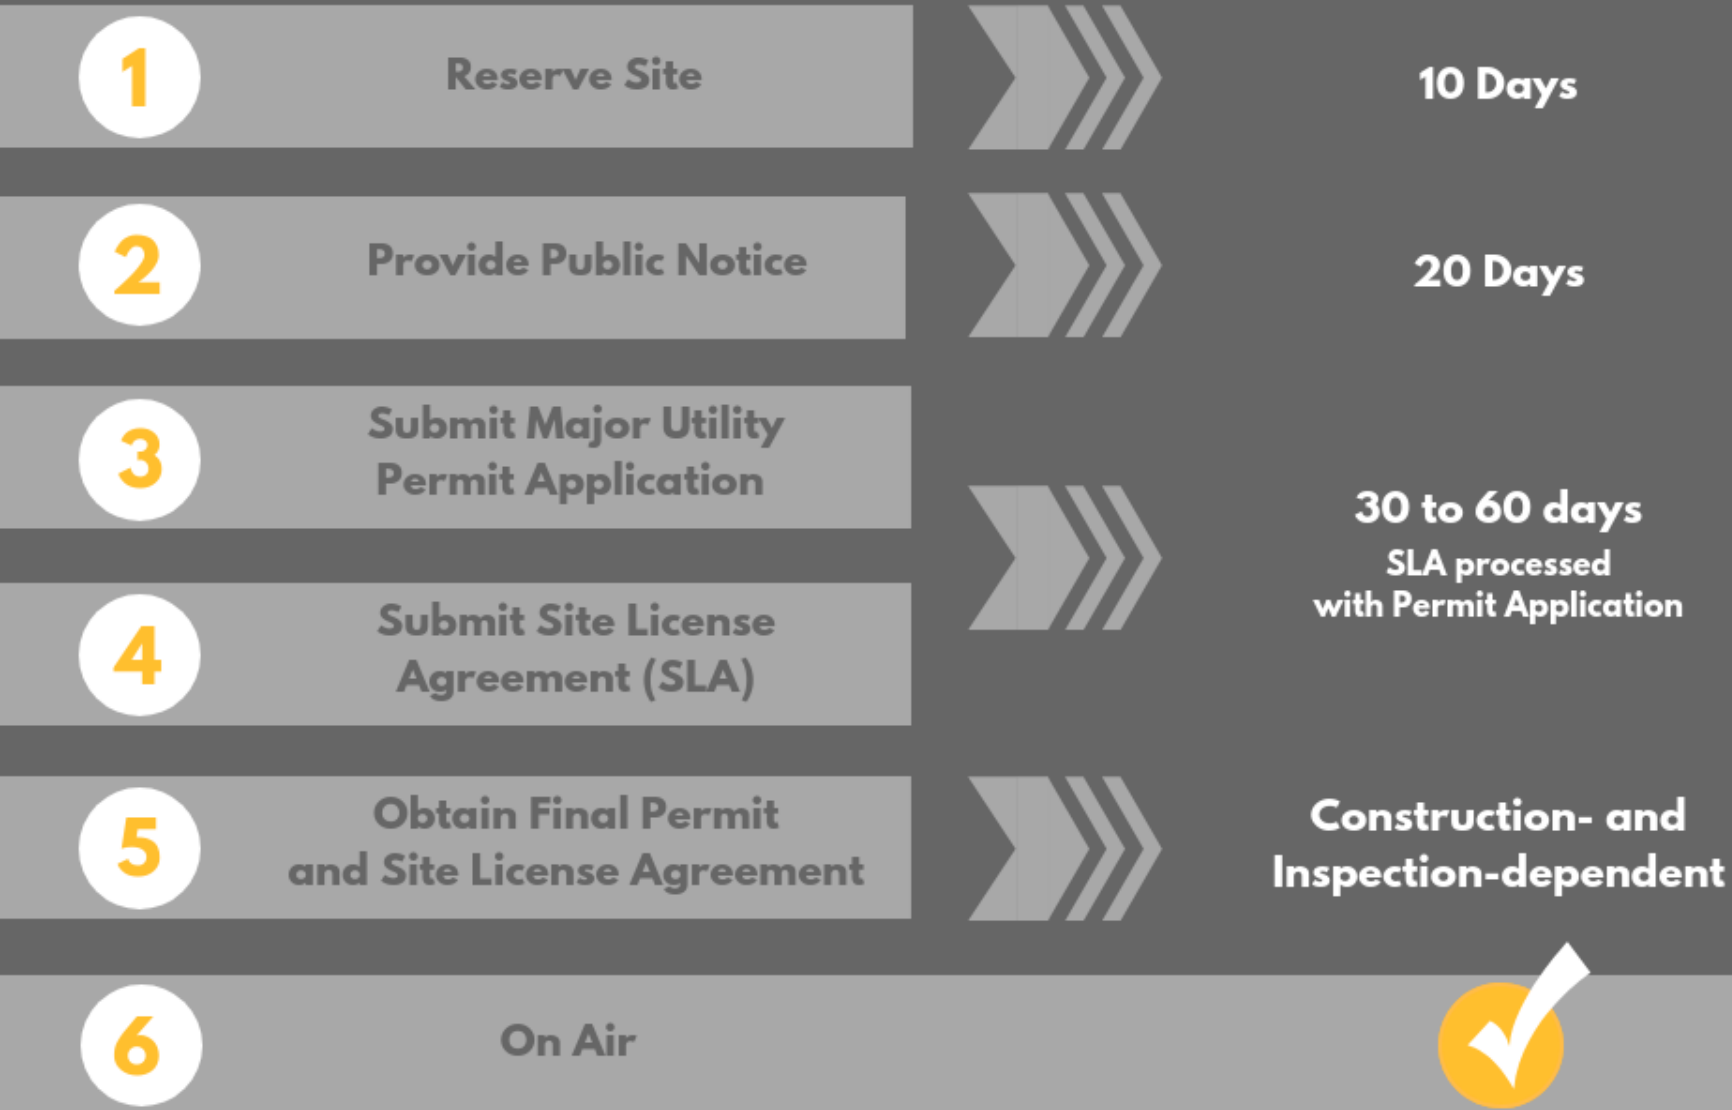 1
Reserve Site
10 Days
2
Provide Public Notice
20 Days
3
Submit Major Utility
Permit Application
4
Submit Site License
Agreement (SLA)
30 to 60 days
SLA processed
with Permit Application
5
Obtain Final Permit
and Site License Agreement
Construction- and
Inspection-dependent
6
On Air